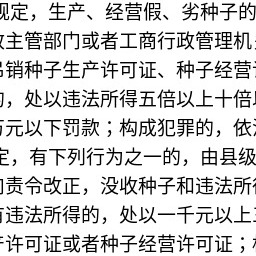 规定，生产、经营假、劣种子的
主管部门或者工商行政管理机
吊销种子生产许可证、种子经营
的，处以违法所得五倍以上十倍
万元以下罚款；构成犯罪的，依
定，有下列行为之一的，由县级
责令改正，没收种子和违法所
有违法所得的，处以一千元以上
许可证或者种子经营许可证；